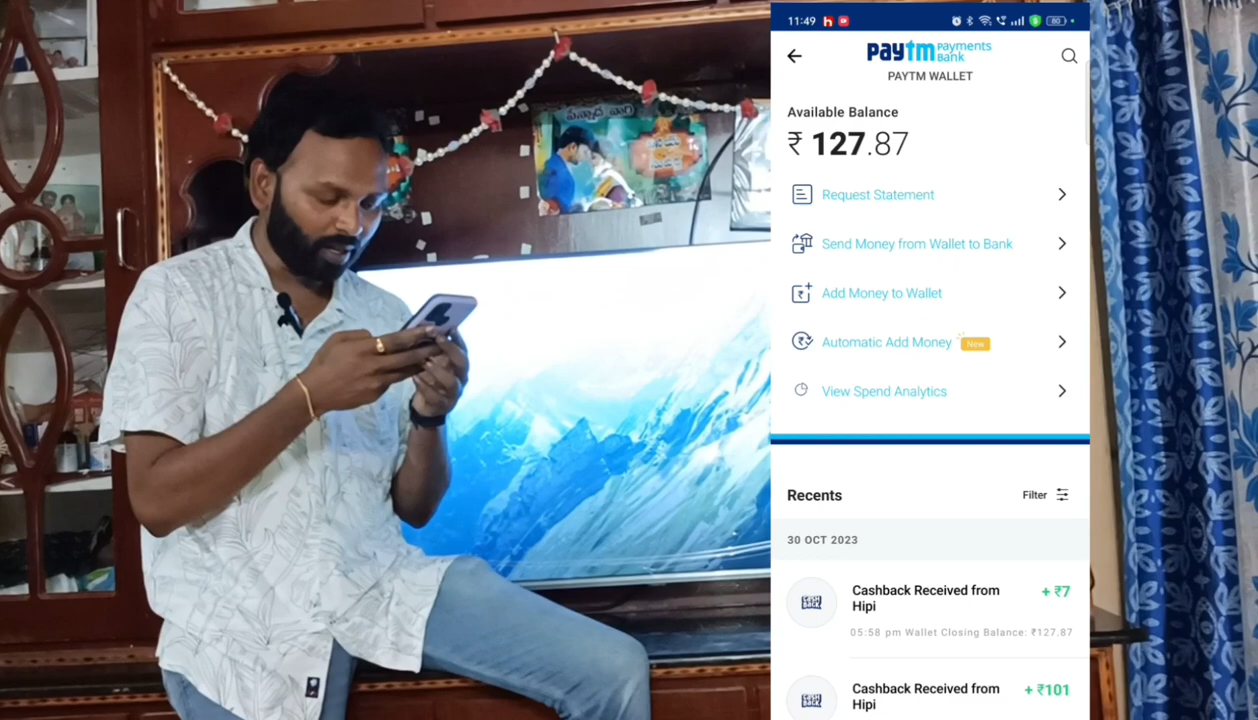 పెన్నాడ వారి
11:49
80
paytm payments
Bank
PAYTM WALLET
Available Balance
₹ 127.87
Request Statement
Send Money from Wallet to Bank
Add Money to Wallet
Automatic Add Money New
View Spend Analytics
Recents
Filter
30 OCT 2023
Cashback Received from
Hipi
+ ₹7
05:58 pm Wallet Closing Balance: ₹127.87
Cashback Received from
Hipi
+ ₹101